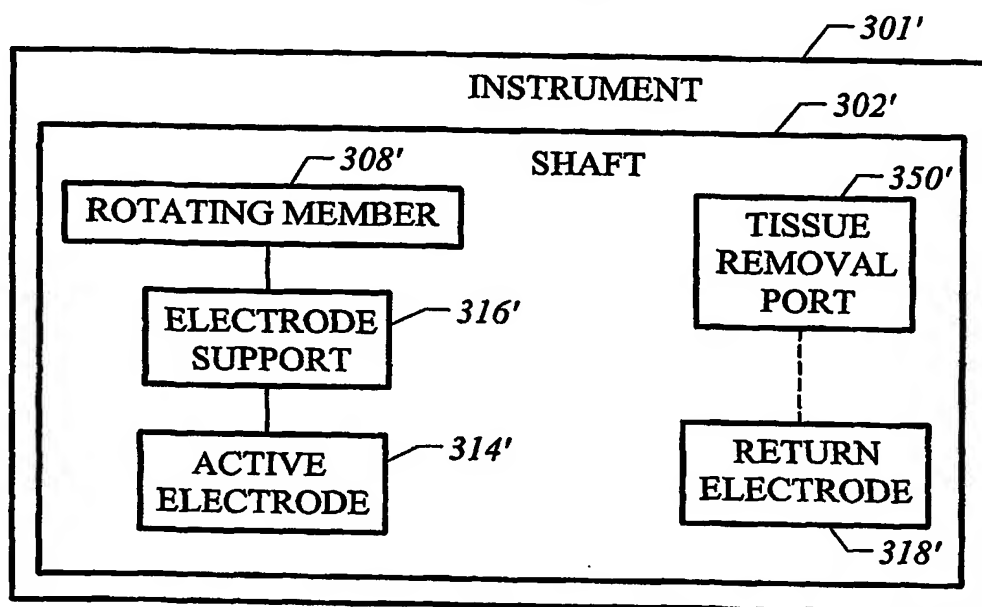 301'
INSTRUMENT
302'
SHAFT
308'
ROTATING MEMBER
350'
TISSUE
REMOVAL
PORT
ELECTRODE
SUPPORT
316'
ACTIVE
ELECTRODE
314'
RETURN
ELECTRODE
318'